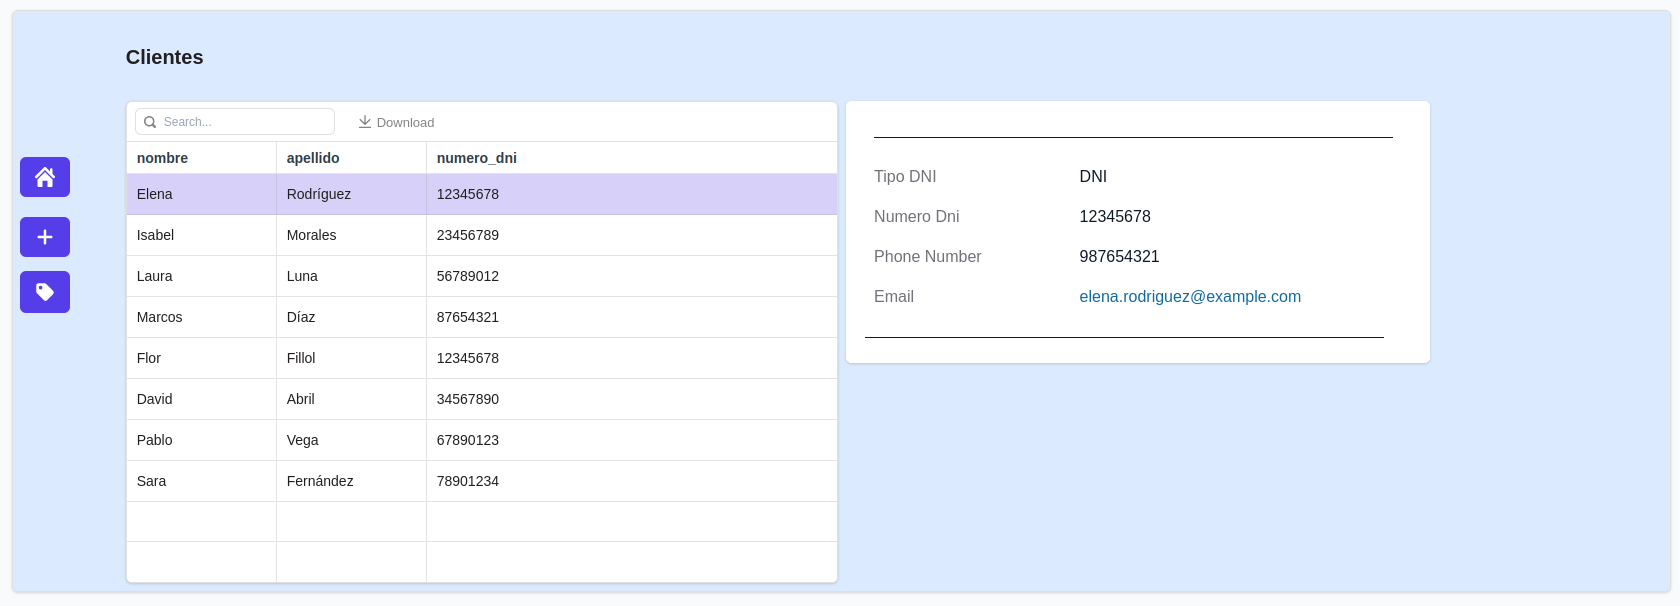 Clientes
Search...
Download
nombre apellido numero_dni
Elena Rodríguez 12345678
Isabel Morales 23456789
Laura Luna 56789012
Marcos Díaz 87654321
Flor Fillol 12345678
David Abril 34567890
Pablo Vega 67890123
Sara Fernández 78901234
Tipo DNI DNI
Numero Dni 12345678
Phone Number 987654321
Email elena.rodriguez@example.com